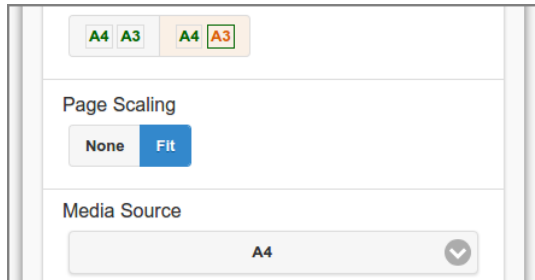 A4 A3 A4 A3
Page Scaling
None Fit
Media Source
A4